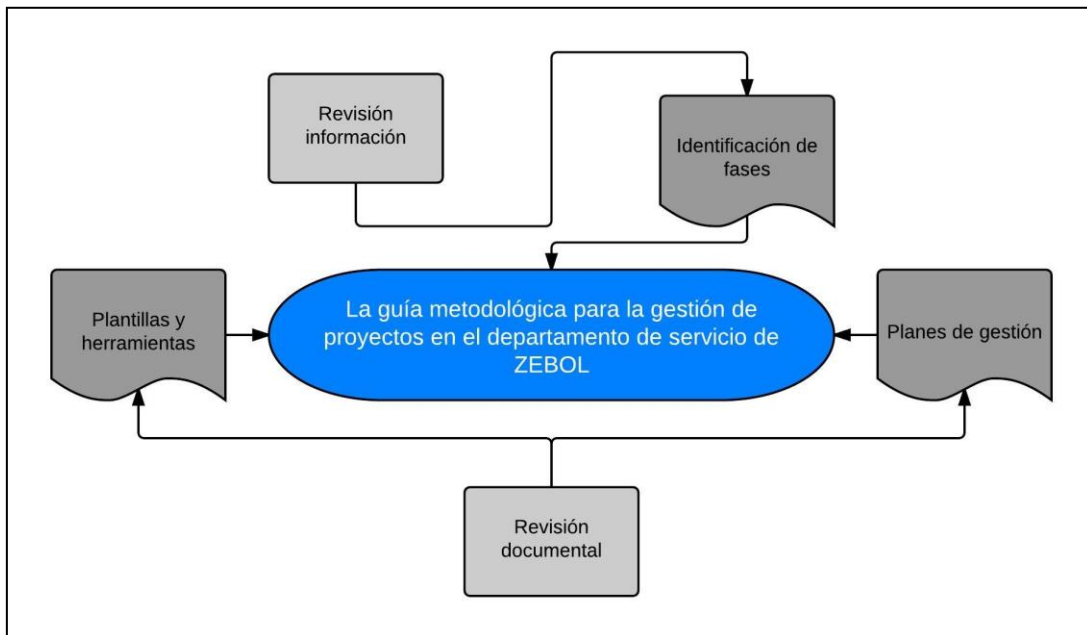 Revisión
información
Identificación de
fases
Plantillas y
herramientas
La guía metodológica para la gestión de
proyectos en el departamento de servicio de
ZEBOL
Planes de gestión
Revisión
documental